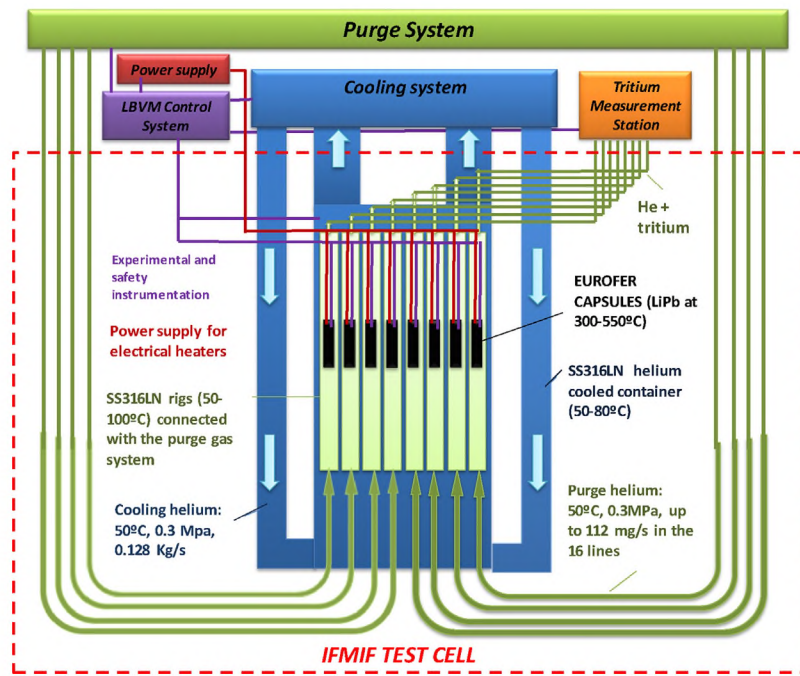 Purge System
Power supply
LBVM Control
System
Cooling system
Tritium
Measurement
Station
He +
tritium
Experimental and
safety
instrumentation
EUROFER
CAPSULES (LiPb at
300-550ºC)
Power supply for
electrical heaters
SS316LN helium
cooled container
(50-80ºC)
SS316LN rigs (50-
100ºC) connected
with the purge gas
system
Cooling helium:
50ºC, 0.3 Mpa,
0.128 Kg/s
Purge helium:
50ºC, 0.3MPa, up
to 112 mg/s in the
16 lines
IFMIF TEST CELL